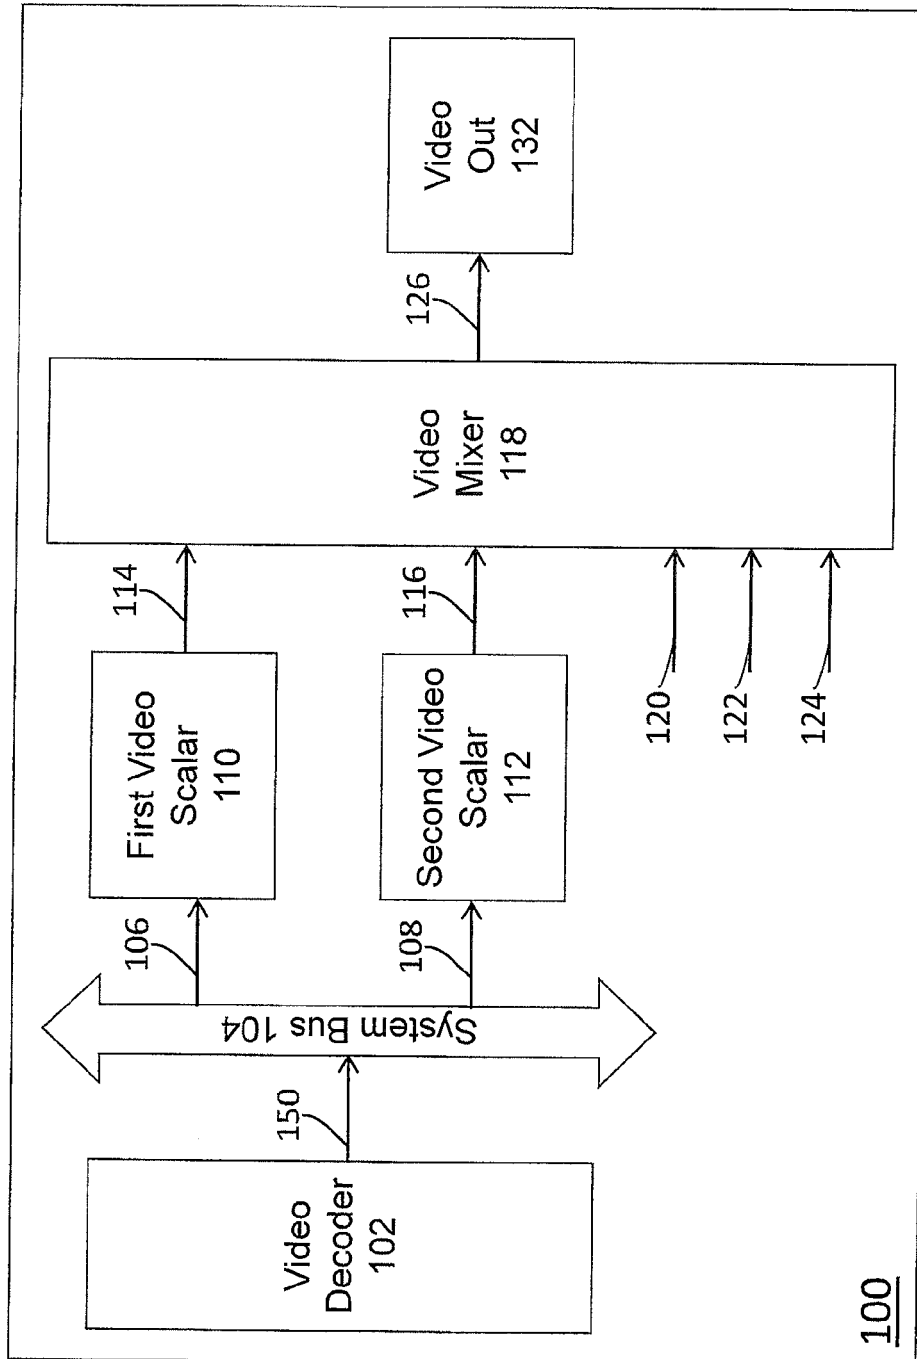 Video
Decoder
102
150
System Bus 104
106
108
First Video
Scalar
110
Second Video
Scalar
112
114
116
120
122
124
Video
Mixer
118
126
Video
Out
132
100